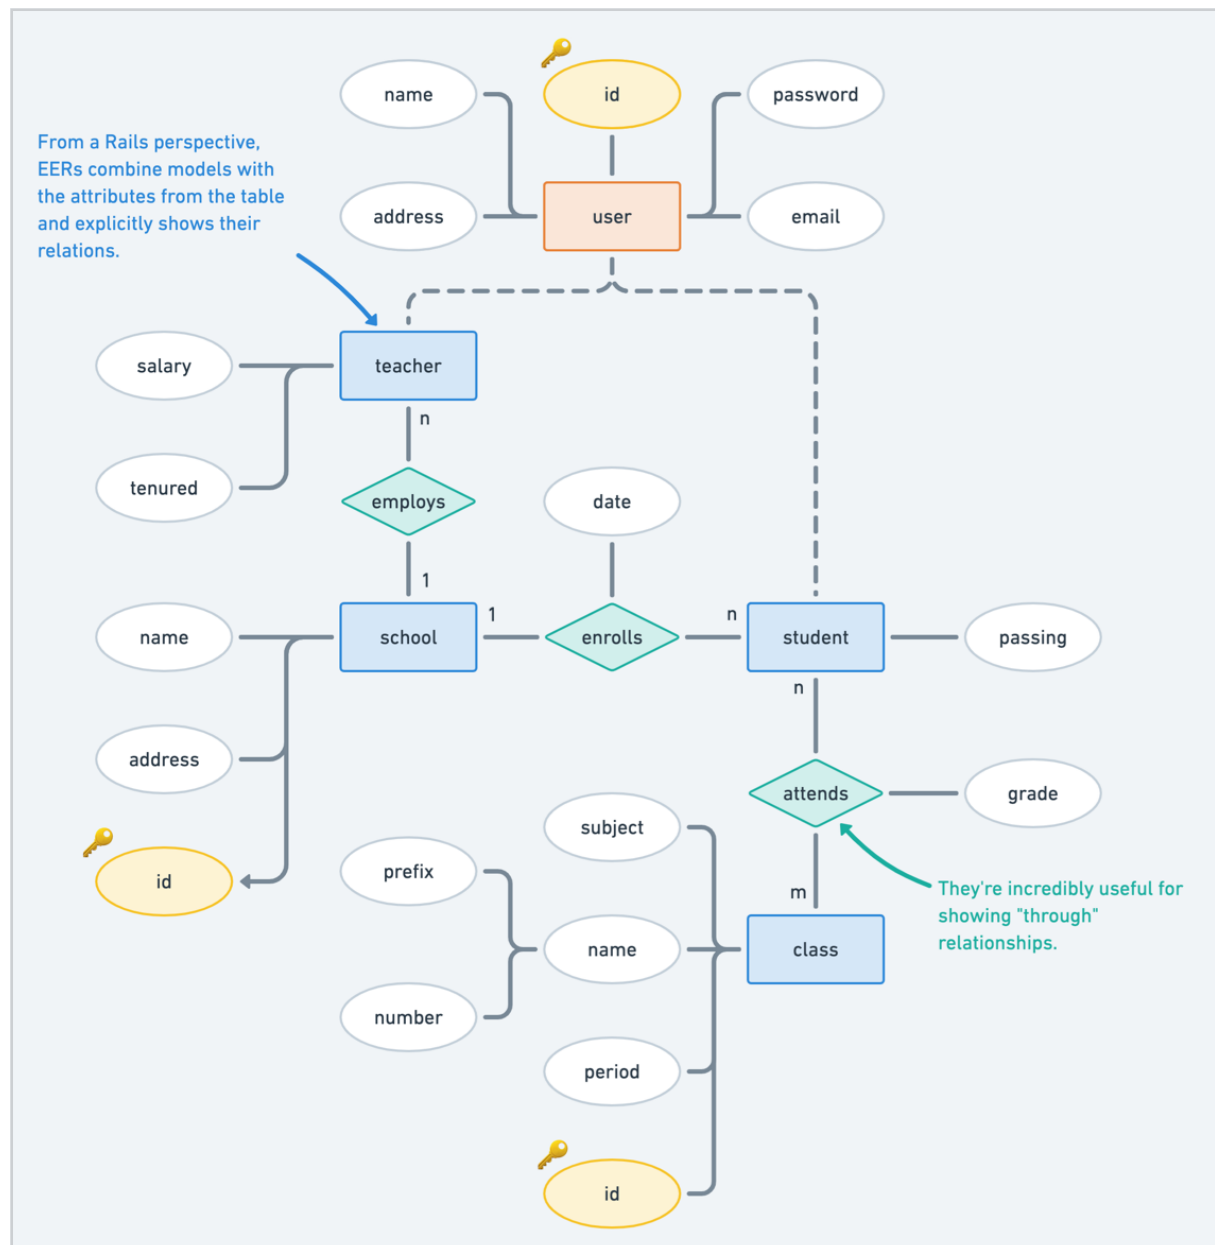 name
id
password
From a Rails perspective,
EERs combine models with
the attributes from the table
and explicitly shows their
relations.
address
user
email
salary
teacher
n
tenured
employs
date
1
name
school
1
enrolls
n
student
passing
n
address
attends
grade
subject
prefix
id
m
They're incredibly useful for
showing "through"
relationships.
name
class
number
period
id